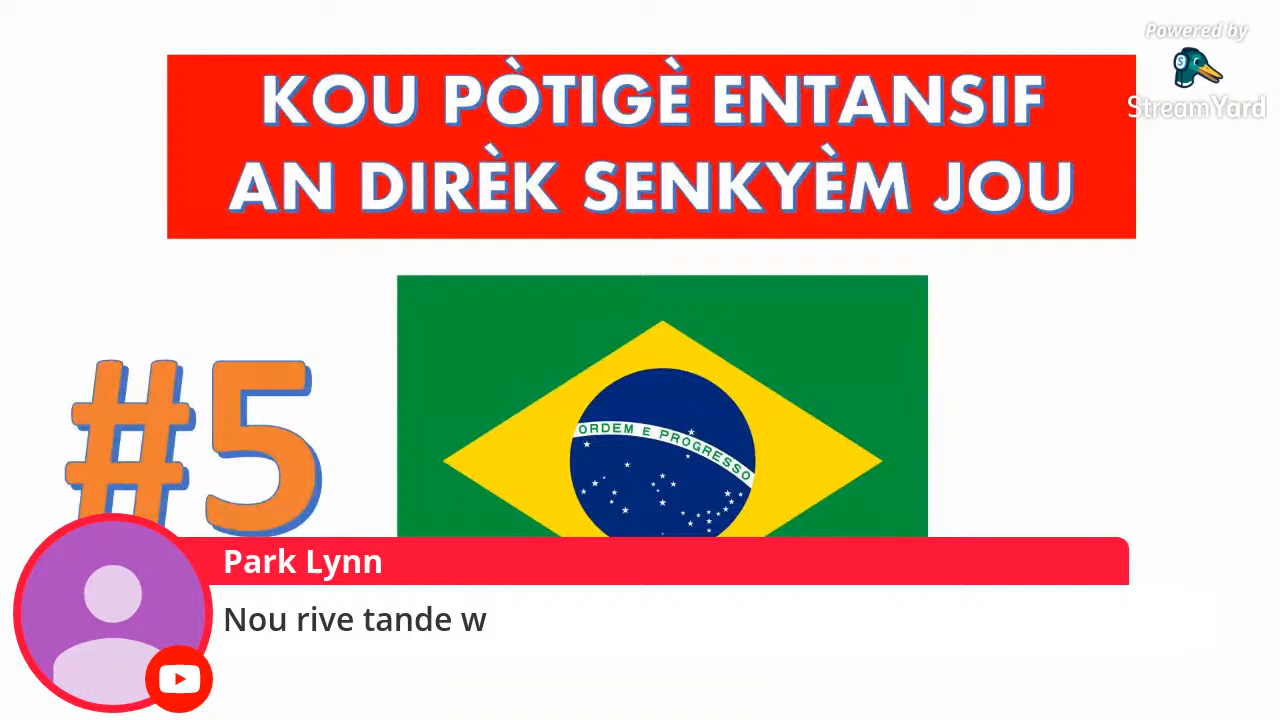 Powered by
StreamYard
KOU PÒTIGÈ ENTANSIF
AN DIRÈK SENKYÈM JOU
#5
ORDEM E PROGRESSO
Park Lynn
Nou rive tande w